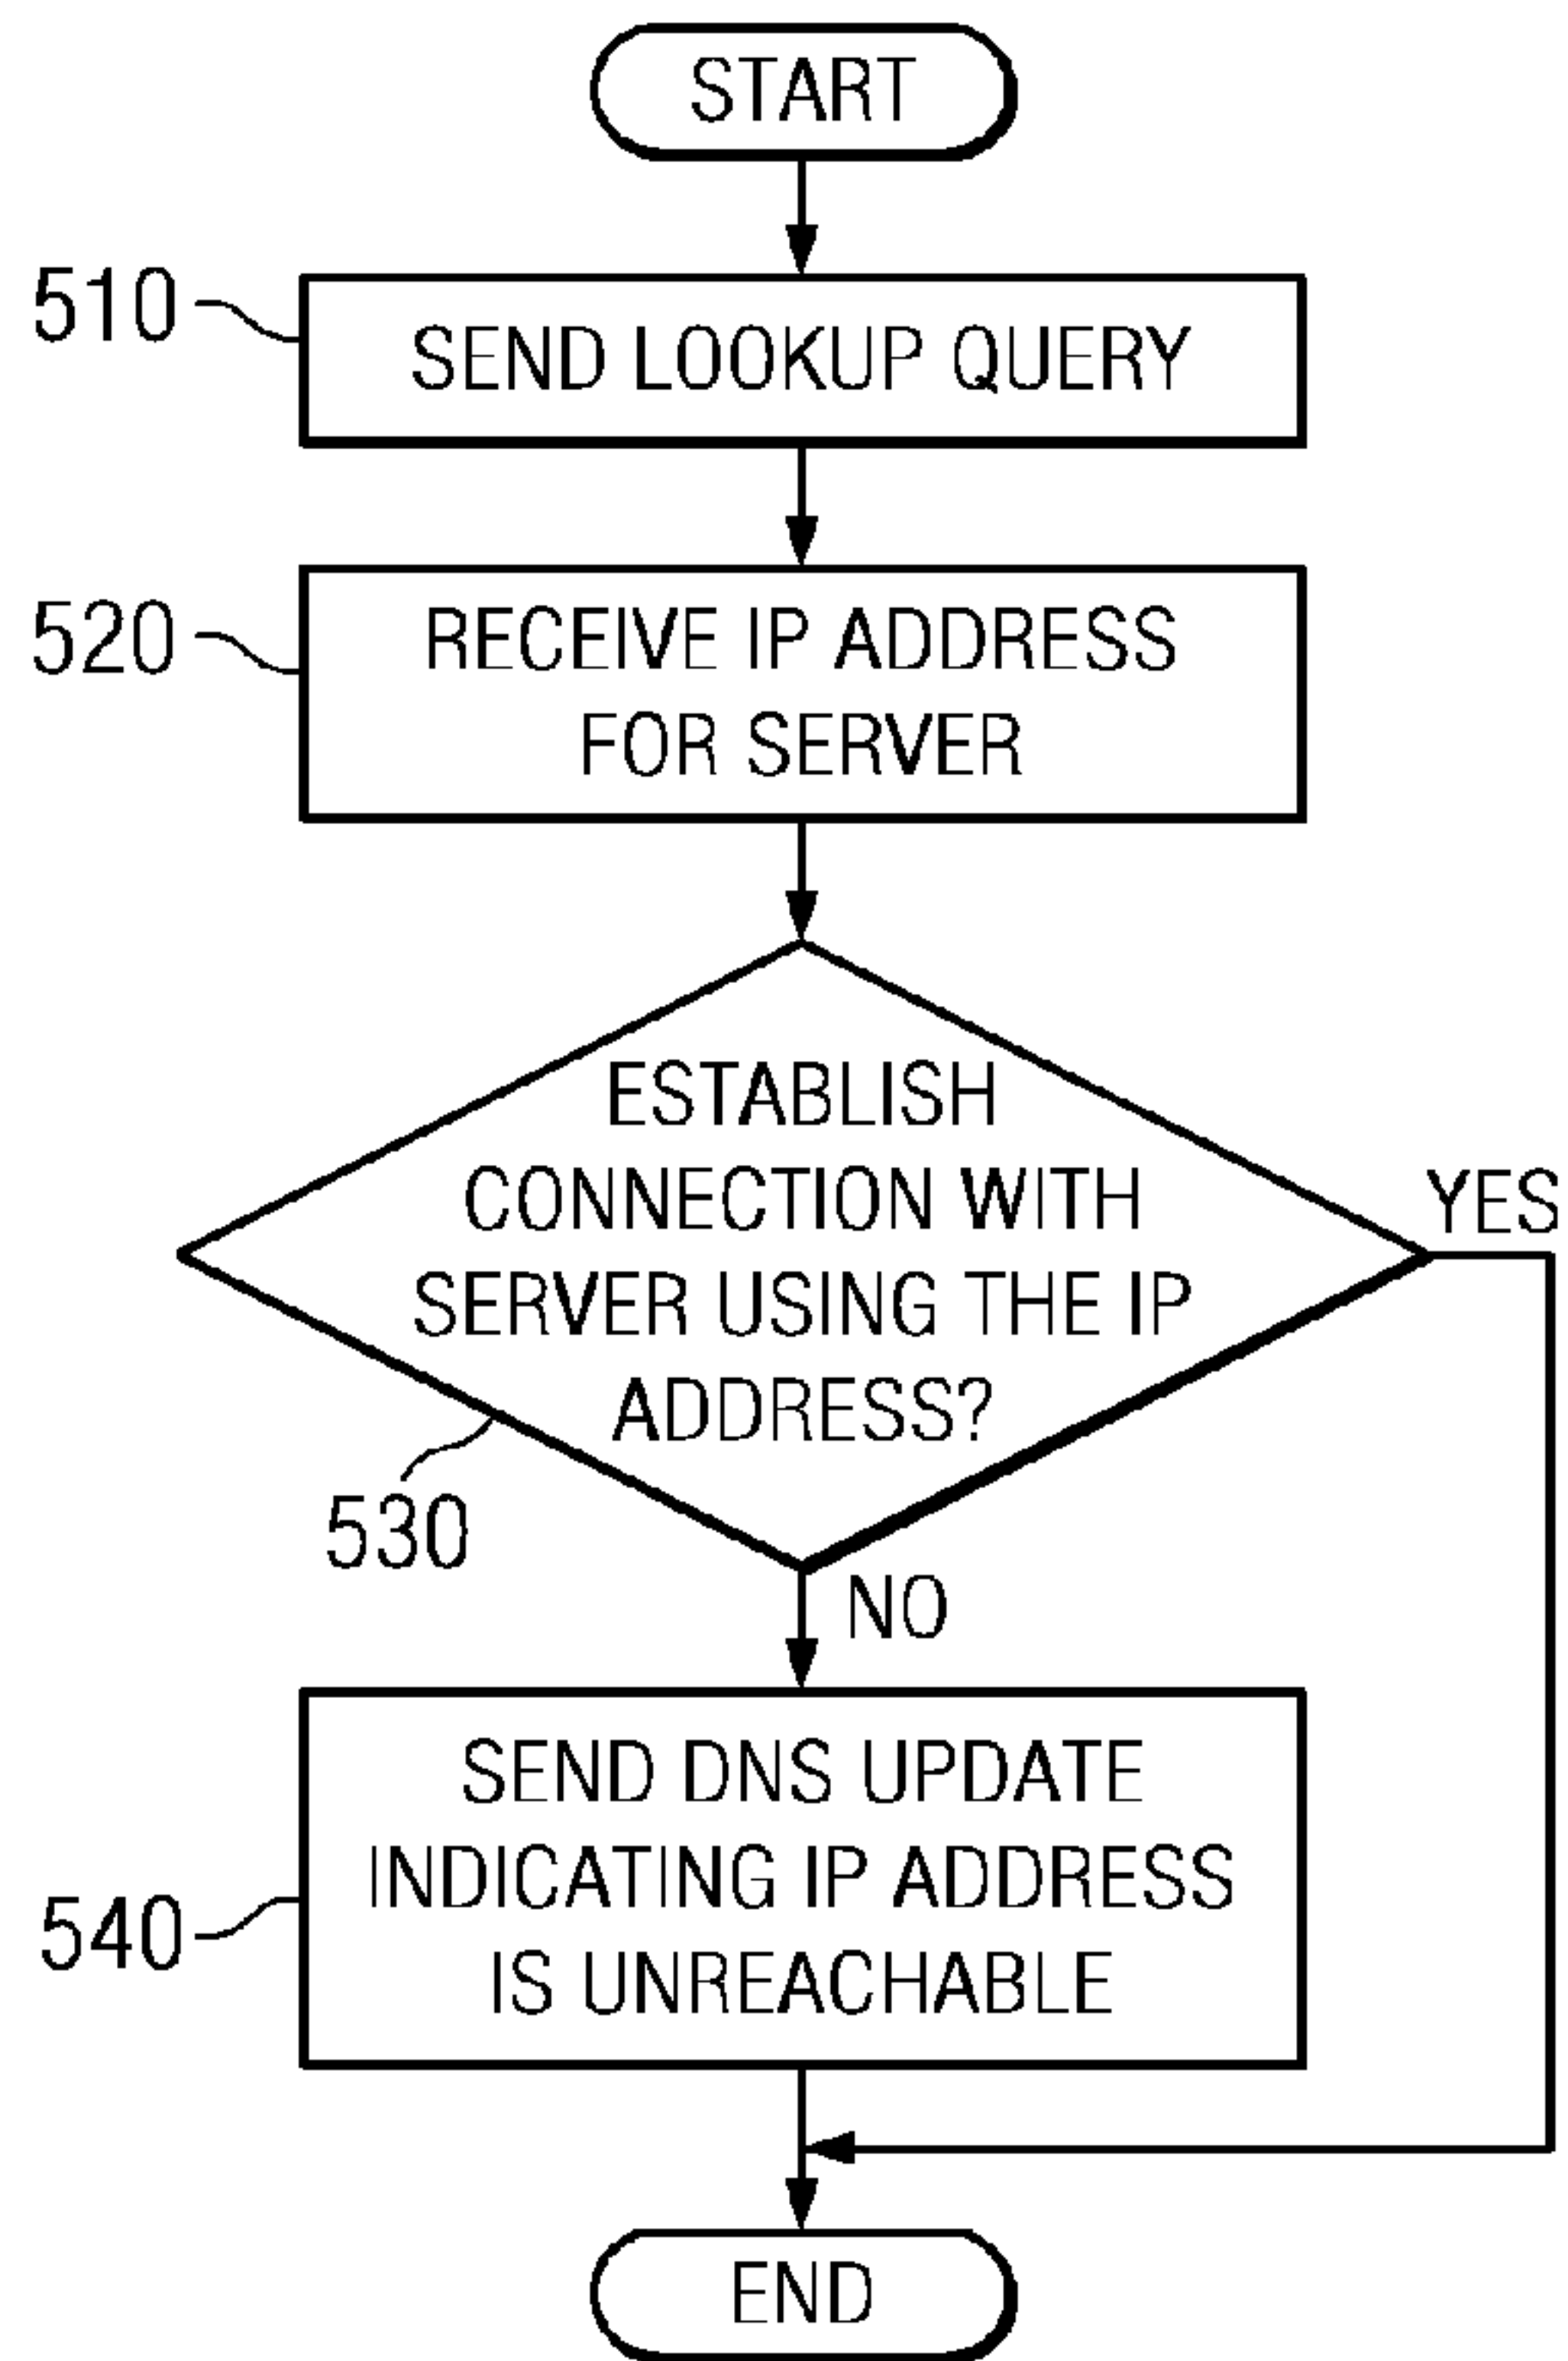 START
510
SEND LOOKUP QUERY
520
RECEIVE IP ADDRESS
FOR SERVER
ESTABLISH
CONNECTION WITH
SERVER USING THE IP
ADDRESS?
YES
530
NO
SEND DNS UPDATE
INDICATING IP ADDRESS
IS UNREACHABLE
540
END